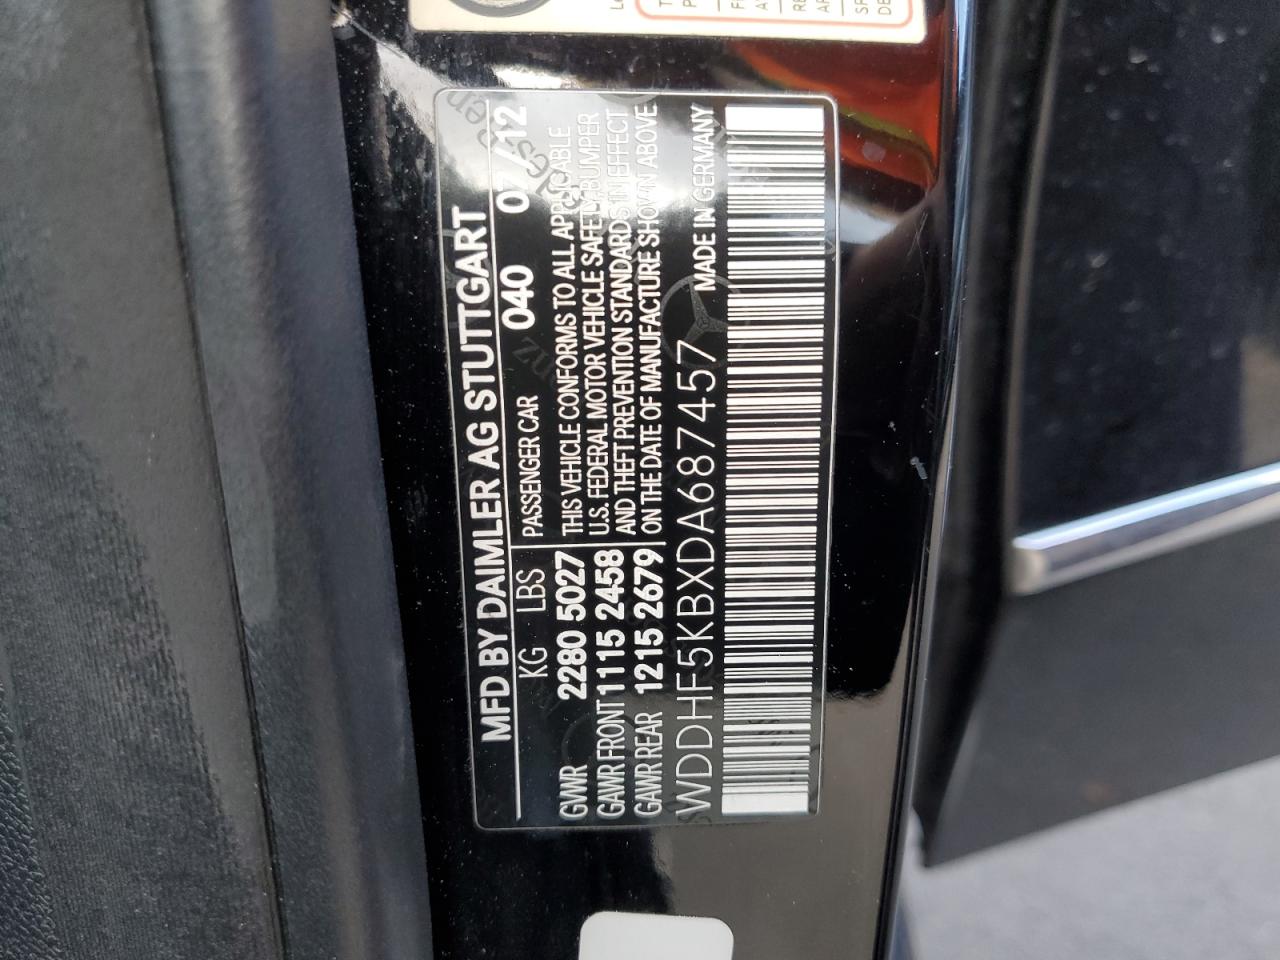 MFD BY DAIMLER AG STUTTGART
KG LBS PASSENGER CAR 040 07/12
GVWR 2280 5027 THIS VEHICLE CONFORMS TO ALL APPLICABLE
GAWR FRONT 1115 2458 U.S. FEDERAL MOTOR VEHICLE SAFETY, BUMPER
AND THEFT PREVENTION STANDARDS IN EFFECT
GAWR REAR 1215 2679 ON THE DATE OF MANUFACTURE SHOWN ABOVE.
WDDHF5KBXDA687457 MADE IN GERMANY